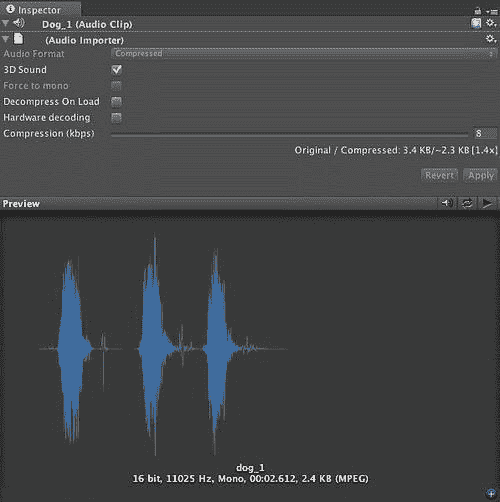 Inspector
Dog_1 (Audio Clip)
(Audio Importer)
Audio Format Compressed
3D Sound
Force to mono
Decompress On Load
Hardware decoding
Compression (kbps) 8
Original / Compressed: 3.4 KB/~2.3 KB [1.4x]
Revert Apply
Preview
dog_1
16 bit, 11025 Hz, Mono, 00:02.612, 2.4 KB (MPEG)